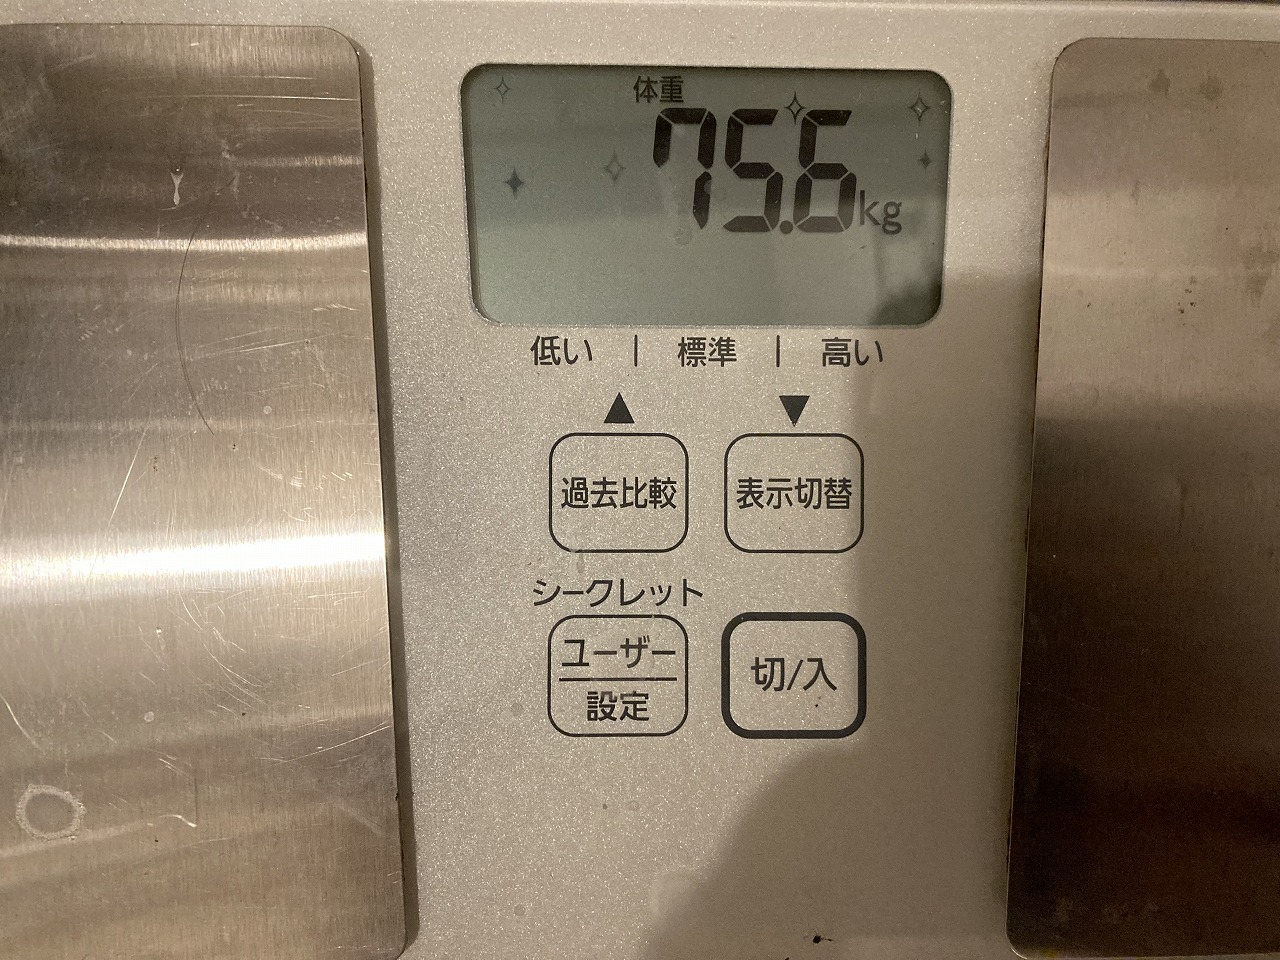 体重
75.6kg
低い | 標準 | 高い
▲ ▼
過去比較 表示切替
シークレット
ユーザー
設定
切/入